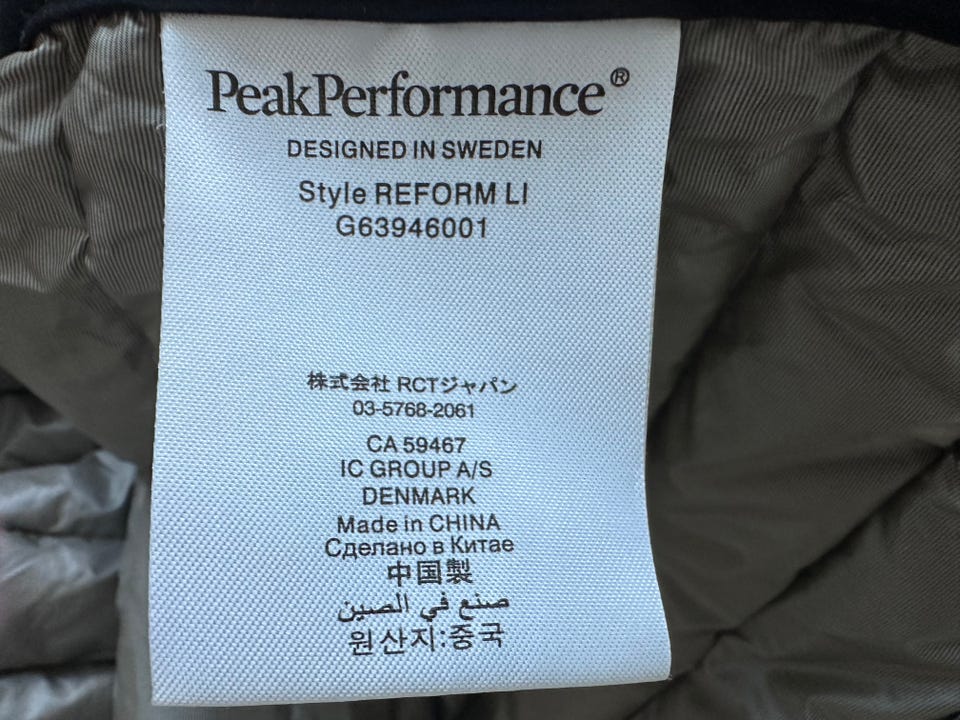 PeakPerformance®
DESIGNED IN SWEDEN
Style REFORM LI
G63946001
株式会社 RCTジャパン
03-5768-2061
CA 59467
IC GROUP A/S
DENMARK
Made in CHINA
Сделано в Китае
中国製
صنع في الصين
원산지:중국